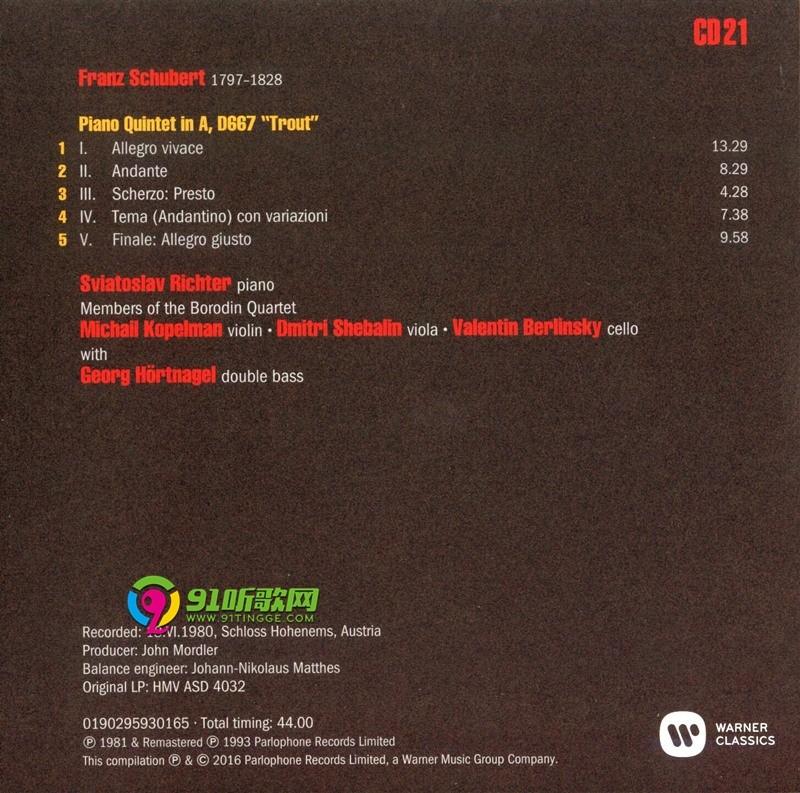 CD21
Franz Schubert 1797-1828
Piano Quintet in A, D667 "Trout"
1 I. Allegro vivace 13.29
2 II. Andante 8.29
3 III. Scherzo: Presto 4.28
4 IV. Tema (Andantino) con variazioni 7.38
5 V. Finale: Allegro giusto 9.58
Sviatoslav Richter piano
Members of the Borodin Quartet
Michail Kopelman violin • Dmitri Shebalin viola • Valentin Berlinsky cello
with
Georg Hörtnagel double bass
9 91听歌网
WWW.91TINGGE.COM
Recorded: .VI.1980, Schloss Hohenems, Austria
Producer: John Mordler
Balance engineer: Johann-Nikolaus Matthes
Original LP: HMV ASD 4032
0190295930165 · Total timing: 44.00
℗ 1981 & Remastered ℗ 1993 Parlophone Records Limited
This compilation ℗ & © 2016 Parlophone Records Limited, a Warner Music Group Company.
WARNER
CLASSICS